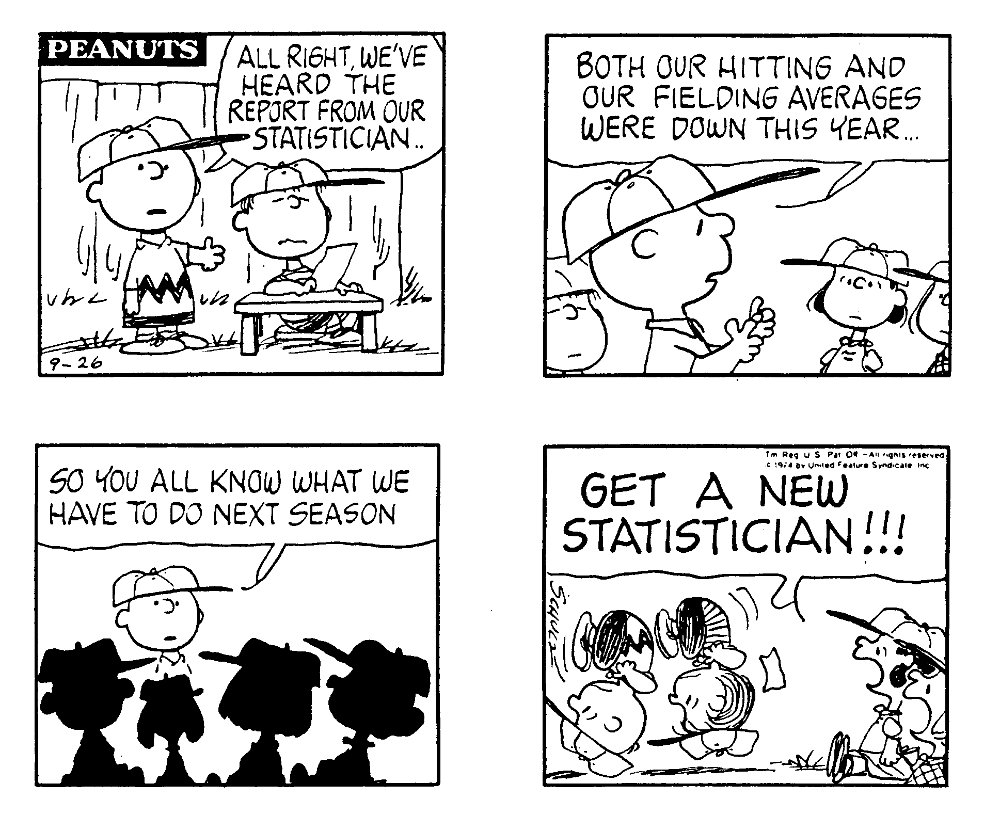 PEANUTS
ALL RIGHT, WE'VE
HEARD THE
REPORT FROM OUR
STATISTICIAN..
9-26
BOTH OUR HITTING AND
OUR FIELDING AVERAGES
WERE DOWN THIS YEAR...
SO YOU ALL KNOW WHAT WE
HAVE TO DO NEXT SEASON
Tm Reg U S Pat Off -All rights reserved
© 1974 by United Feature Syndicate Inc
GET A NEW
STATISTICIAN!!!
SCHULZ